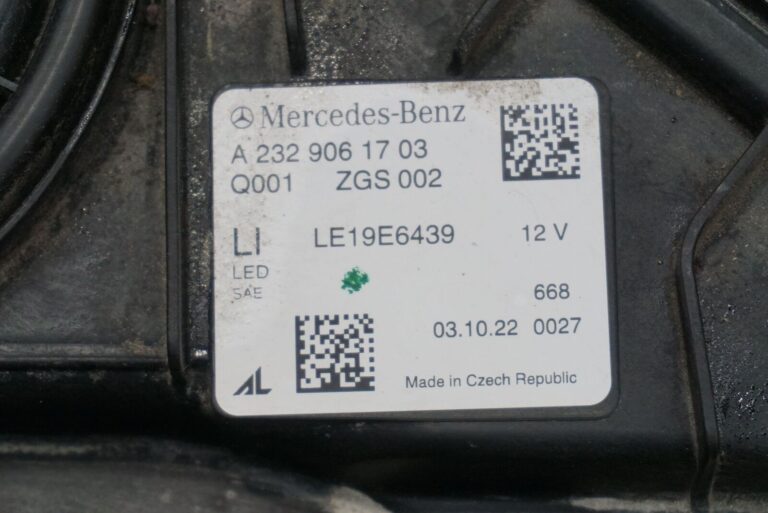 Mercedes-Benz
A 232 906 17 03
Q001 ZGS 002
LI LE19E6439 12 V
LED
SAE
668
03.10.22 0027
AL
Made in Czech Republic